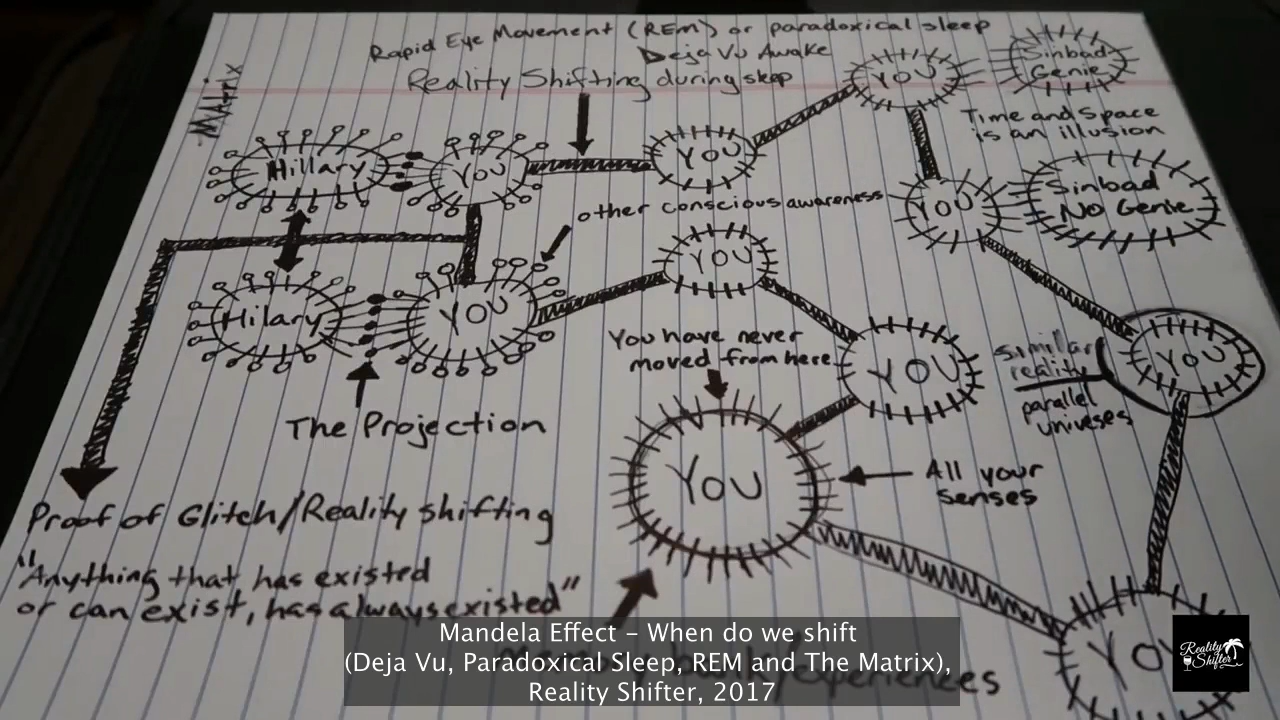 Rapid Eye Movement (REM) or paradoxical sleep
Deja Vu Awake
Reality Shifting during sleep
Matrix
Sinbad
Genie
YOU
Time and Space
is an illusion
Hillary
YOU
YOU
other conscious awareness
YOU
Sinbad
No Genie
Hilary
YOU
YOU
You have never
moved from here
YOU
similar
reality
parallel
univeses
YOU
The Projection
YOU
All your
senses
Proof of Glitch/Reality shifting
"Anything that has existed
or can exist, has always existed"
experiences
YOU
Mandela Effect – When do we shift
(Deja Vu, Paradoxical Sleep, REM and The Matrix),
Reality Shifter, 2017
Reality
Shifter